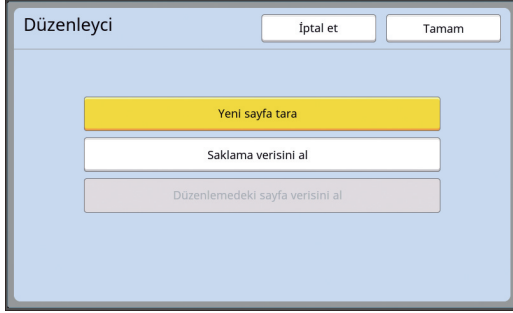 Düzenleyci
İptal et
Tamam
Yeni sayfa tara
Saklama verisini al
Düzenlemedeki sayfa verisini al